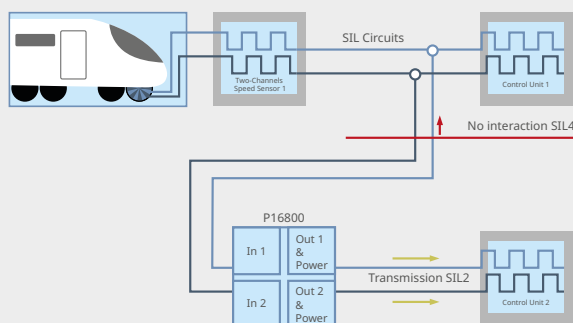 SIL Circuits
Two-Channels
Speed Sensor 1
Control Unit 1
No interaction SIL4
P16800
In 1
Out 1
&
Power
Transmission SIL2
In 2
Out 2
&
Power
Control Unit 2